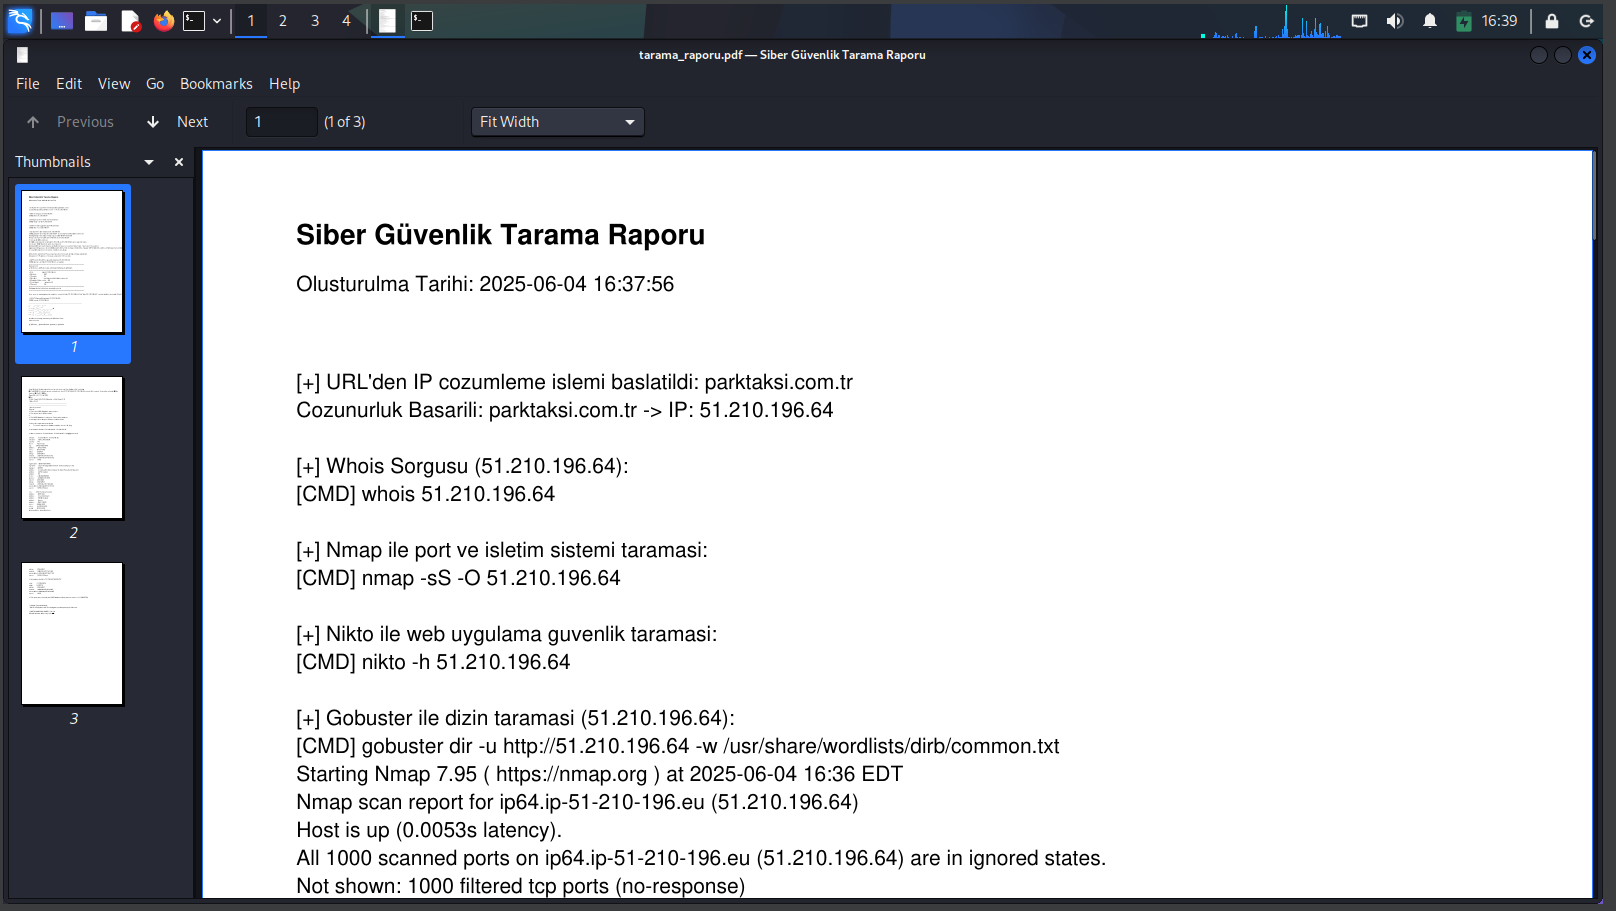 1 2 3 4 16:39
tarama_raporu.pdf — Siber Güvenlik Tarama Raporu
File Edit View Go Bookmarks Help
Previous Next 1 (1 of 3) Fit Width
Thumbnails
1
2
3
Siber Güvenlik Tarama Raporu
Olusturulma Tarihi: 2025-06-04 16:37:56
[+] URL'den IP cozumleme islemi baslatildi: parktaksi.com.tr
Cozunurluk Basarili: parktaksi.com.tr -> IP: 51.210.196.64
[+] Whois Sorgusu (51.210.196.64):
[CMD] whois 51.210.196.64
[+] Nmap ile port ve isletim sistemi taramasi:
[CMD] nmap -sS -O 51.210.196.64
[+] Nikto ile web uygulama guvenlik taramasi:
[CMD] nikto -h 51.210.196.64
[+] Gobuster ile dizin taramasi (51.210.196.64):
[CMD] gobuster dir -u http://51.210.196.64 -w /usr/share/wordlists/dirb/common.txt
Starting Nmap 7.95 ( https://nmap.org ) at 2025-06-04 16:36 EDT
Nmap scan report for ip64.ip-51-210-196.eu (51.210.196.64)
Host is up (0.0053s latency).
All 1000 scanned ports on ip64.ip-51-210-196.eu (51.210.196.64) are in ignored states.
Not shown: 1000 filtered tcp ports (no-response)